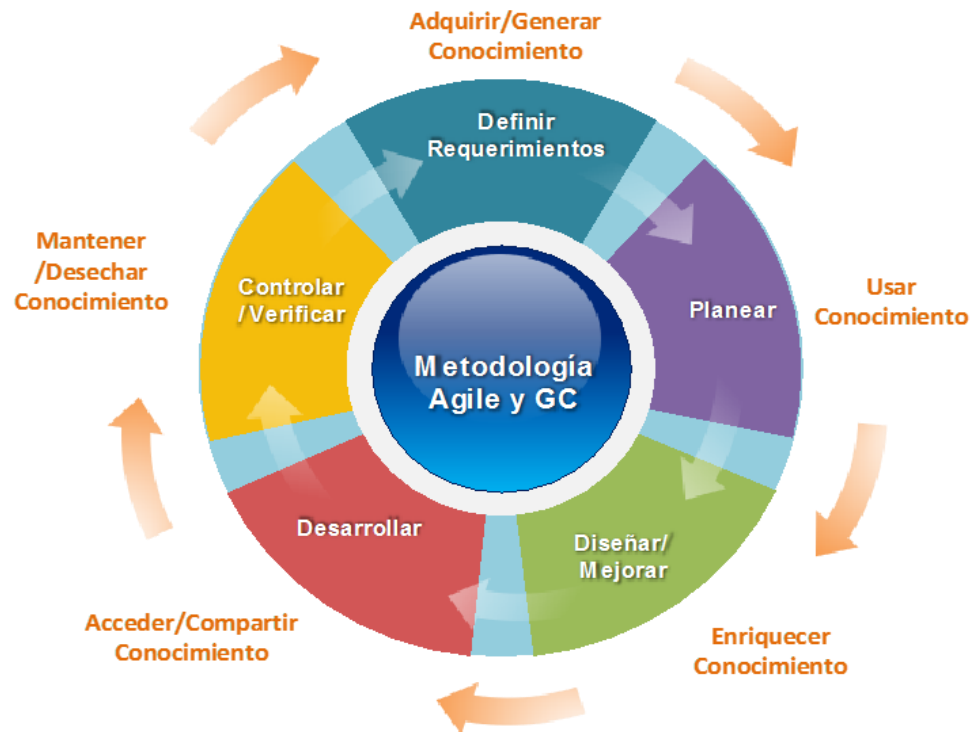 Adquirir/Generar
Conocimiento
Definir
Requerimientos
Mantener
/Desechar
Conocimiento
Controlar
/Verificar
Planear
Usar
Conocimiento
Metodología
Agile y GC
Desarrollar
Diseñar/
Mejorar
Acceder/Compartir
Conocimiento
Enriquecer
Conocimiento